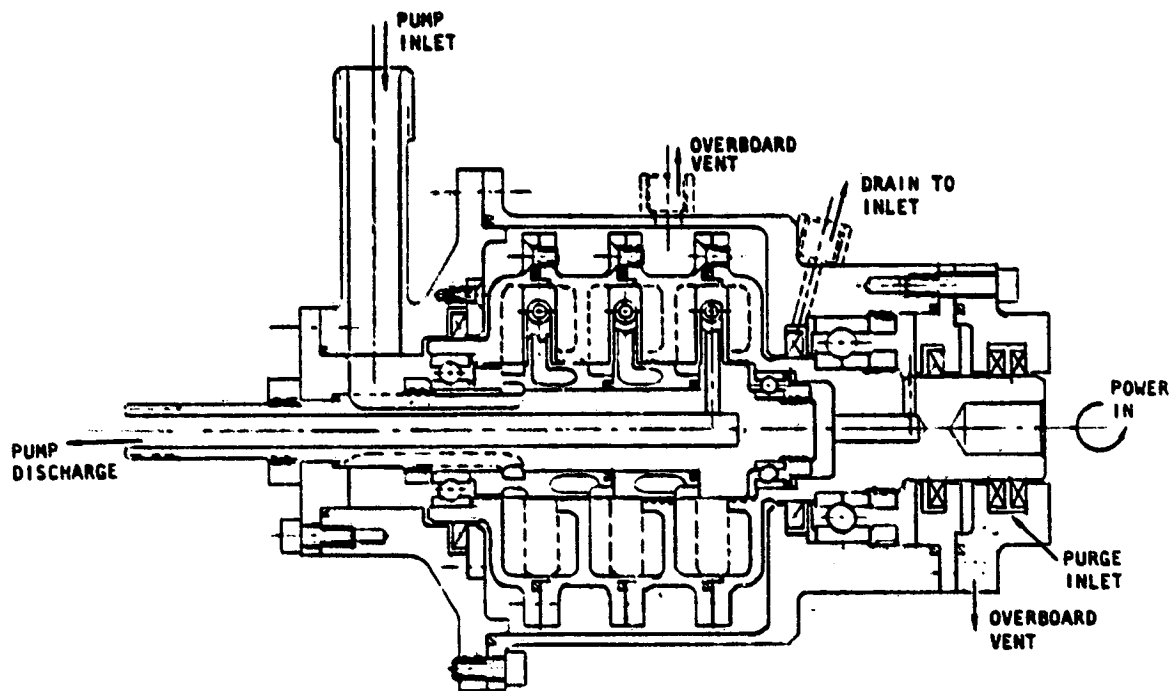 PUMP
INLET
OVERBOARD
VENT
DRAIN TO
INLET
POWER
IN
PUMP
DISCHARGE
PURGE
INLET
OVERBOARD
VENT